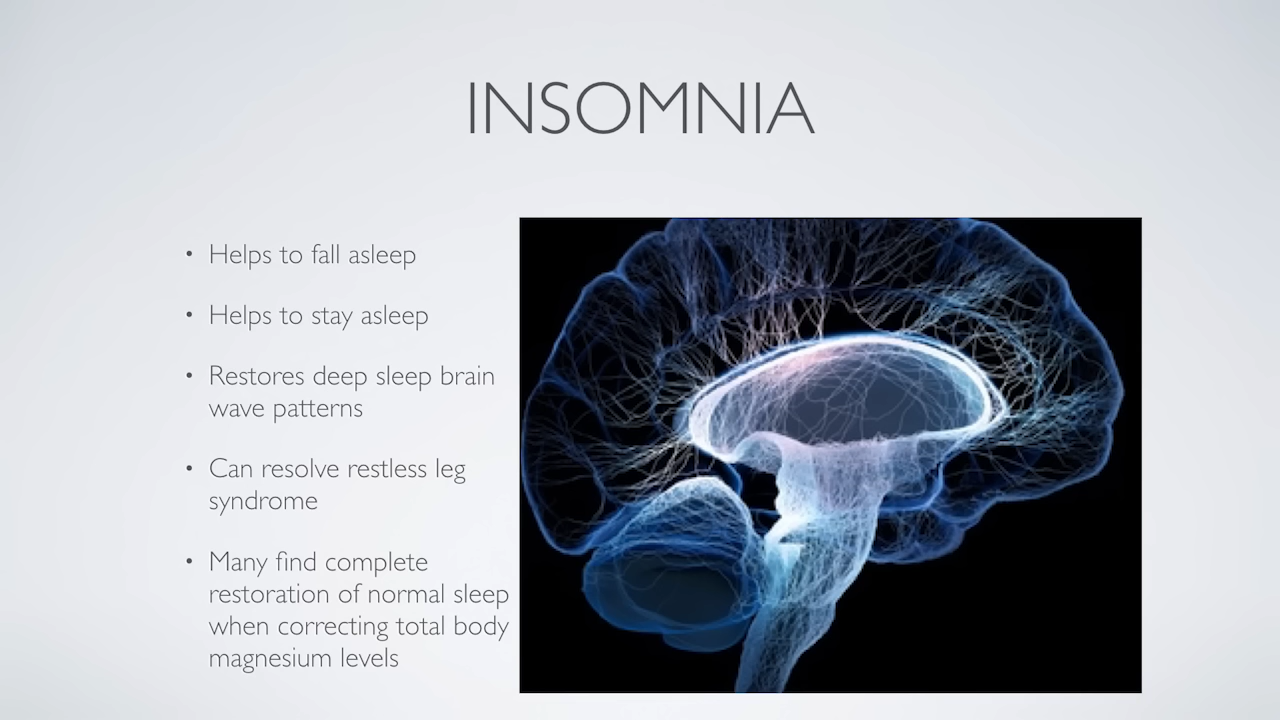 INSOMNIA
• Helps to fall asleep
• Helps to stay asleep
• Restores deep sleep brain
wave patterns
• Can resolve restless leg
syndrome
• Many find complete
restoration of normal sleep
when correcting total body
magnesium levels